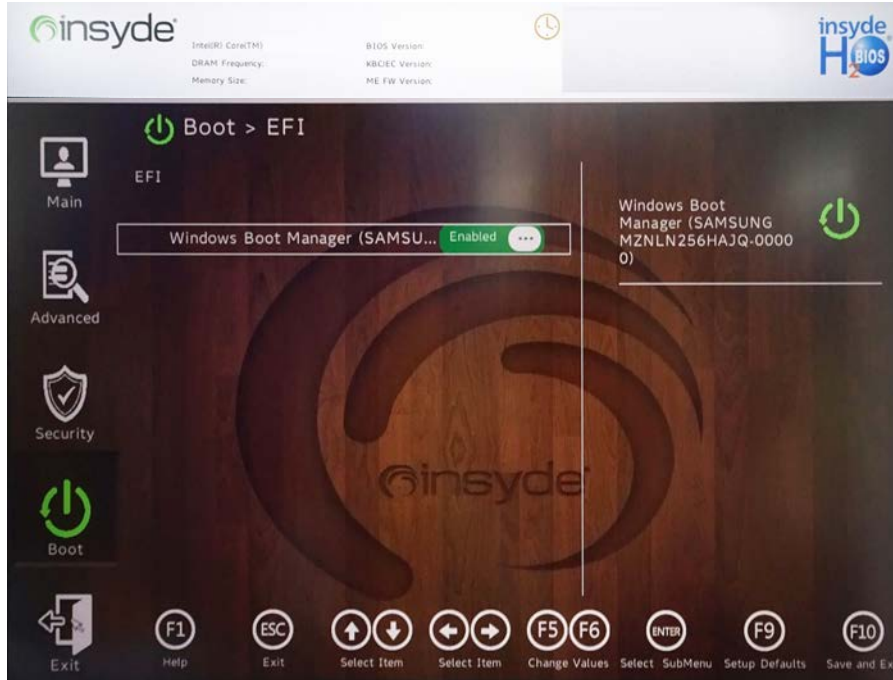 insyde
Intel(R) Core(TM)
DRAM Frequency:
Memory Size:
BIOS Version:
KBC/EC Version:
ME FW Version:
insyde
H2BIOS
Boot > EFI
EFI
Main
Windows Boot Manager (SAMSU... Enabled ...
Windows Boot
Manager (SAMSUNG
MZNLN256HAJQ-0000
0)
Advanced
Security
insyde
Boot
Exit
F1 Help
ESC Exit
Select Item
Select Item
F5 F6 Change Values
ENTER Select SubMenu
F9 Setup Defaults
F10 Save and Ex